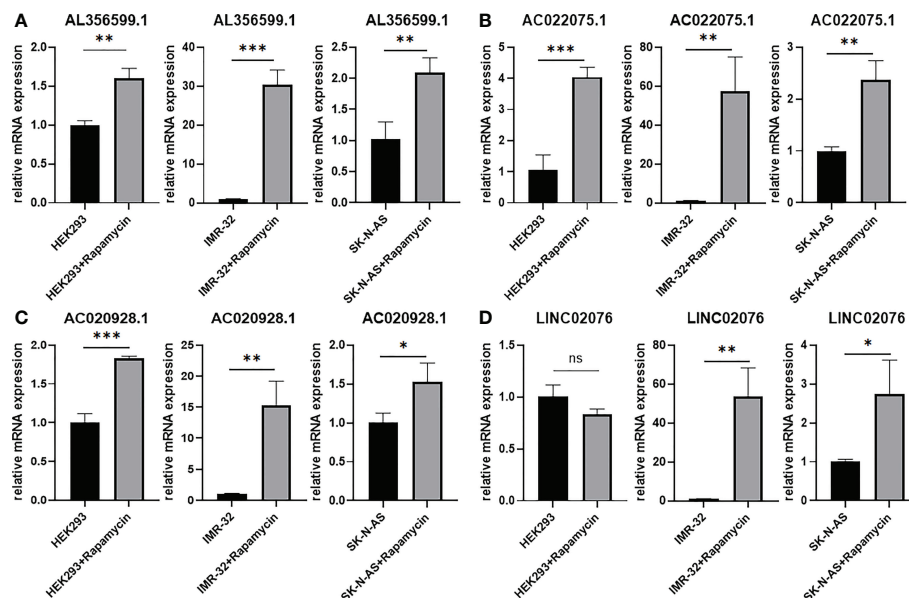 A
AL356599.1
relative mRNA expression
2.0
1.5
1.0
0.5
0.0
**
HEK293
HEK293+Rapamycin
AL356599.1
relative mRNA expression
40
30
20
10
0
***
IMR-32
IMR-32+Rapamycin
AL356599.1
relative mRNA expression
2.5
2.0
1.5
1.0
0.5
0.0
**
SK-N-AS
SK-N-AS+Rapamycin
B
AC022075.1
relative mRNA expression
5
4
3
2
1
0
***
HEK293
HEK293+Rapamycin
AC022075.1
relative mRNA expression
80
60
40
20
0
**
IMR-32
IMR-32+Rapamycin
AC022075.1
relative mRNA expression
3
2
1
0
**
SK-N-AS
SK-N-AS+Rapamycin
C
AC020928.1
relative mRNA expression
2.0
1.5
1.0
0.5
0.0
***
HEK293
HEK293+Rapamycin
AC020928.1
relative mRNA expression
25
20
15
10
5
0
**
IMR-32
IMR-32+Rapamycin
AC020928.1
relative mRNA expression
2.0
1.5
1.0
0.5
0.0
*
SK-N-AS
SK-N-AS+Rapamycin
D
LINC02076
relative mRNA expression
1.5
1.0
0.5
0.0
ns
HEK293
HEK293+Rapamycin
LINC02076
relative mRNA expression
80
60
40
20
0
**
IMR-32
IMR-32+Rapamycin
LINC02076
relative mRNA expression
4
3
2
1
0
*
SK-N-AS
SK-N-AS+Rapamycin